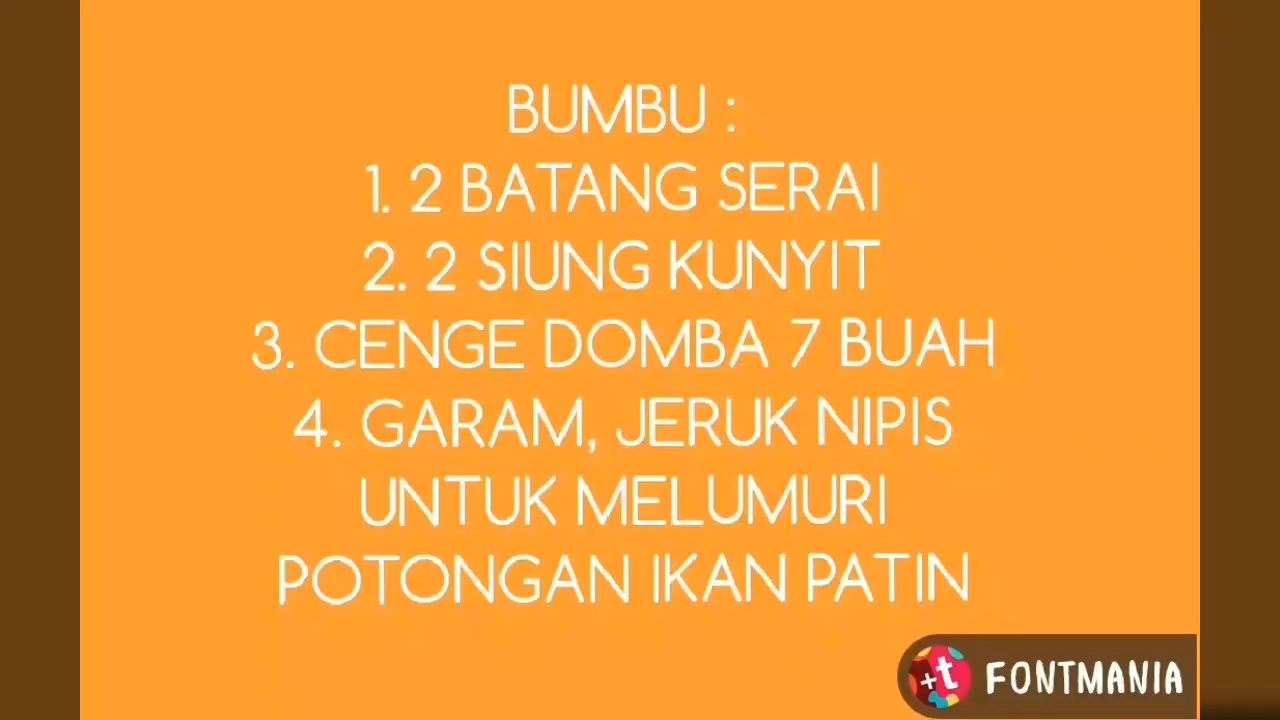 BUMBU :
1. 2 BATANG SERAI
2. 2 SIUNG KUNYIT
3. CENGE DOMBA 7 BUAH
4. GARAM, JERUK NIPIS
UNTUK MELUMURI
POTONGAN IKAN PATIN
+t FONTMANIA